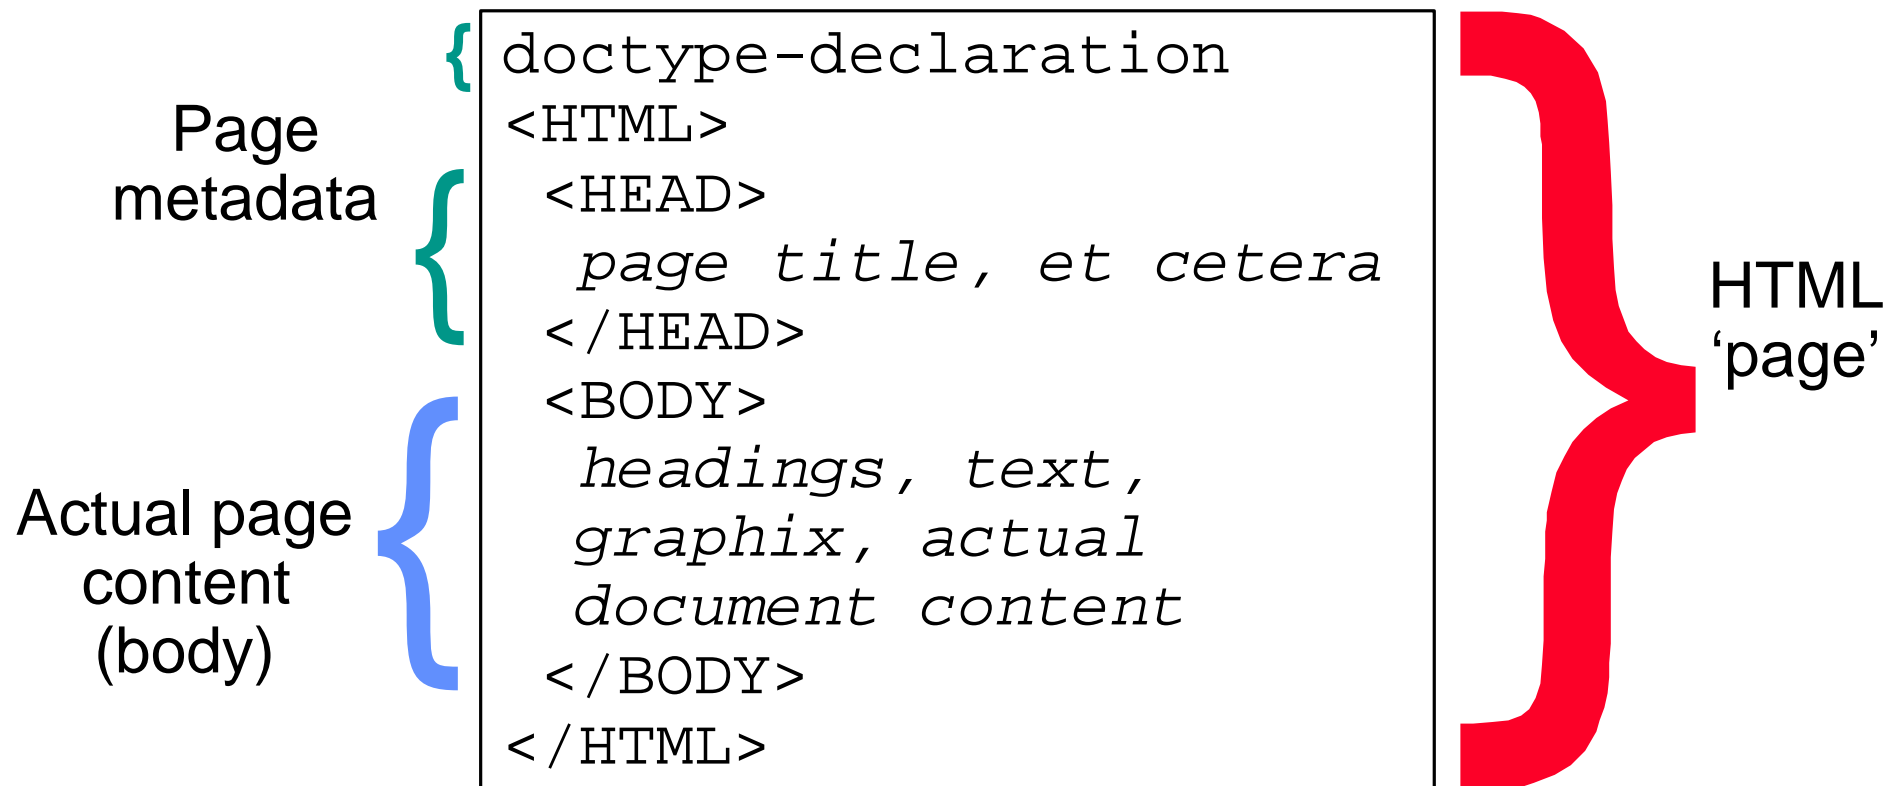 doctype-declaration
<HTML>
<HEAD>
page title, et cetera
</HEAD>
<BODY>
headings, text,
graphix, actual
document content
</BODY>
</HTML>
Page
metadata
Actual page
content
(body)
HTML
‘page’